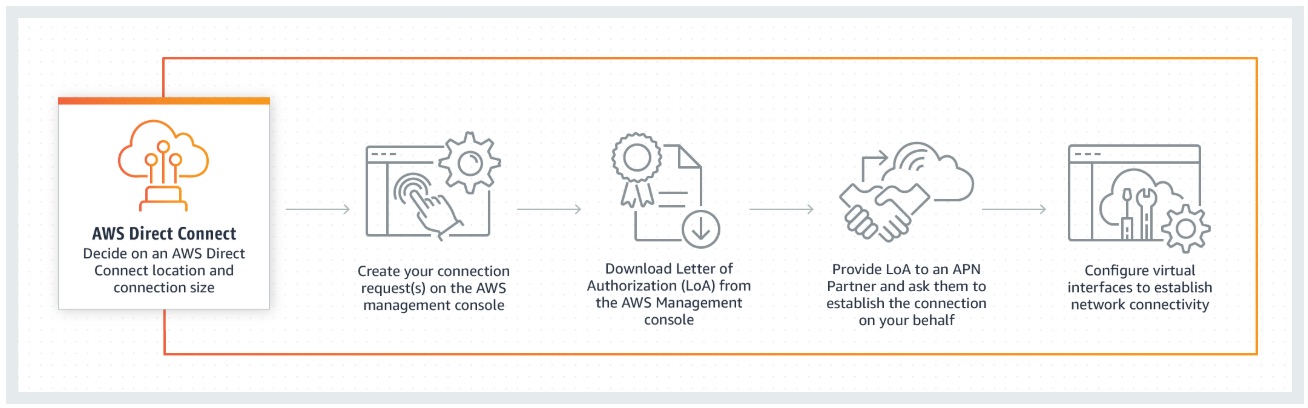 AWS Direct Connect
Decide on an AWS Direct
Connect location and
connection size
Create your connection
request(s) on the AWS
management console
Download Letter of
Authorization (LoA) from
the AWS Management
console
Provide LoA to an APN
Partner and ask them to
establish the connection
on your behalf
Configure virtual
interfaces to establish
network connectivity